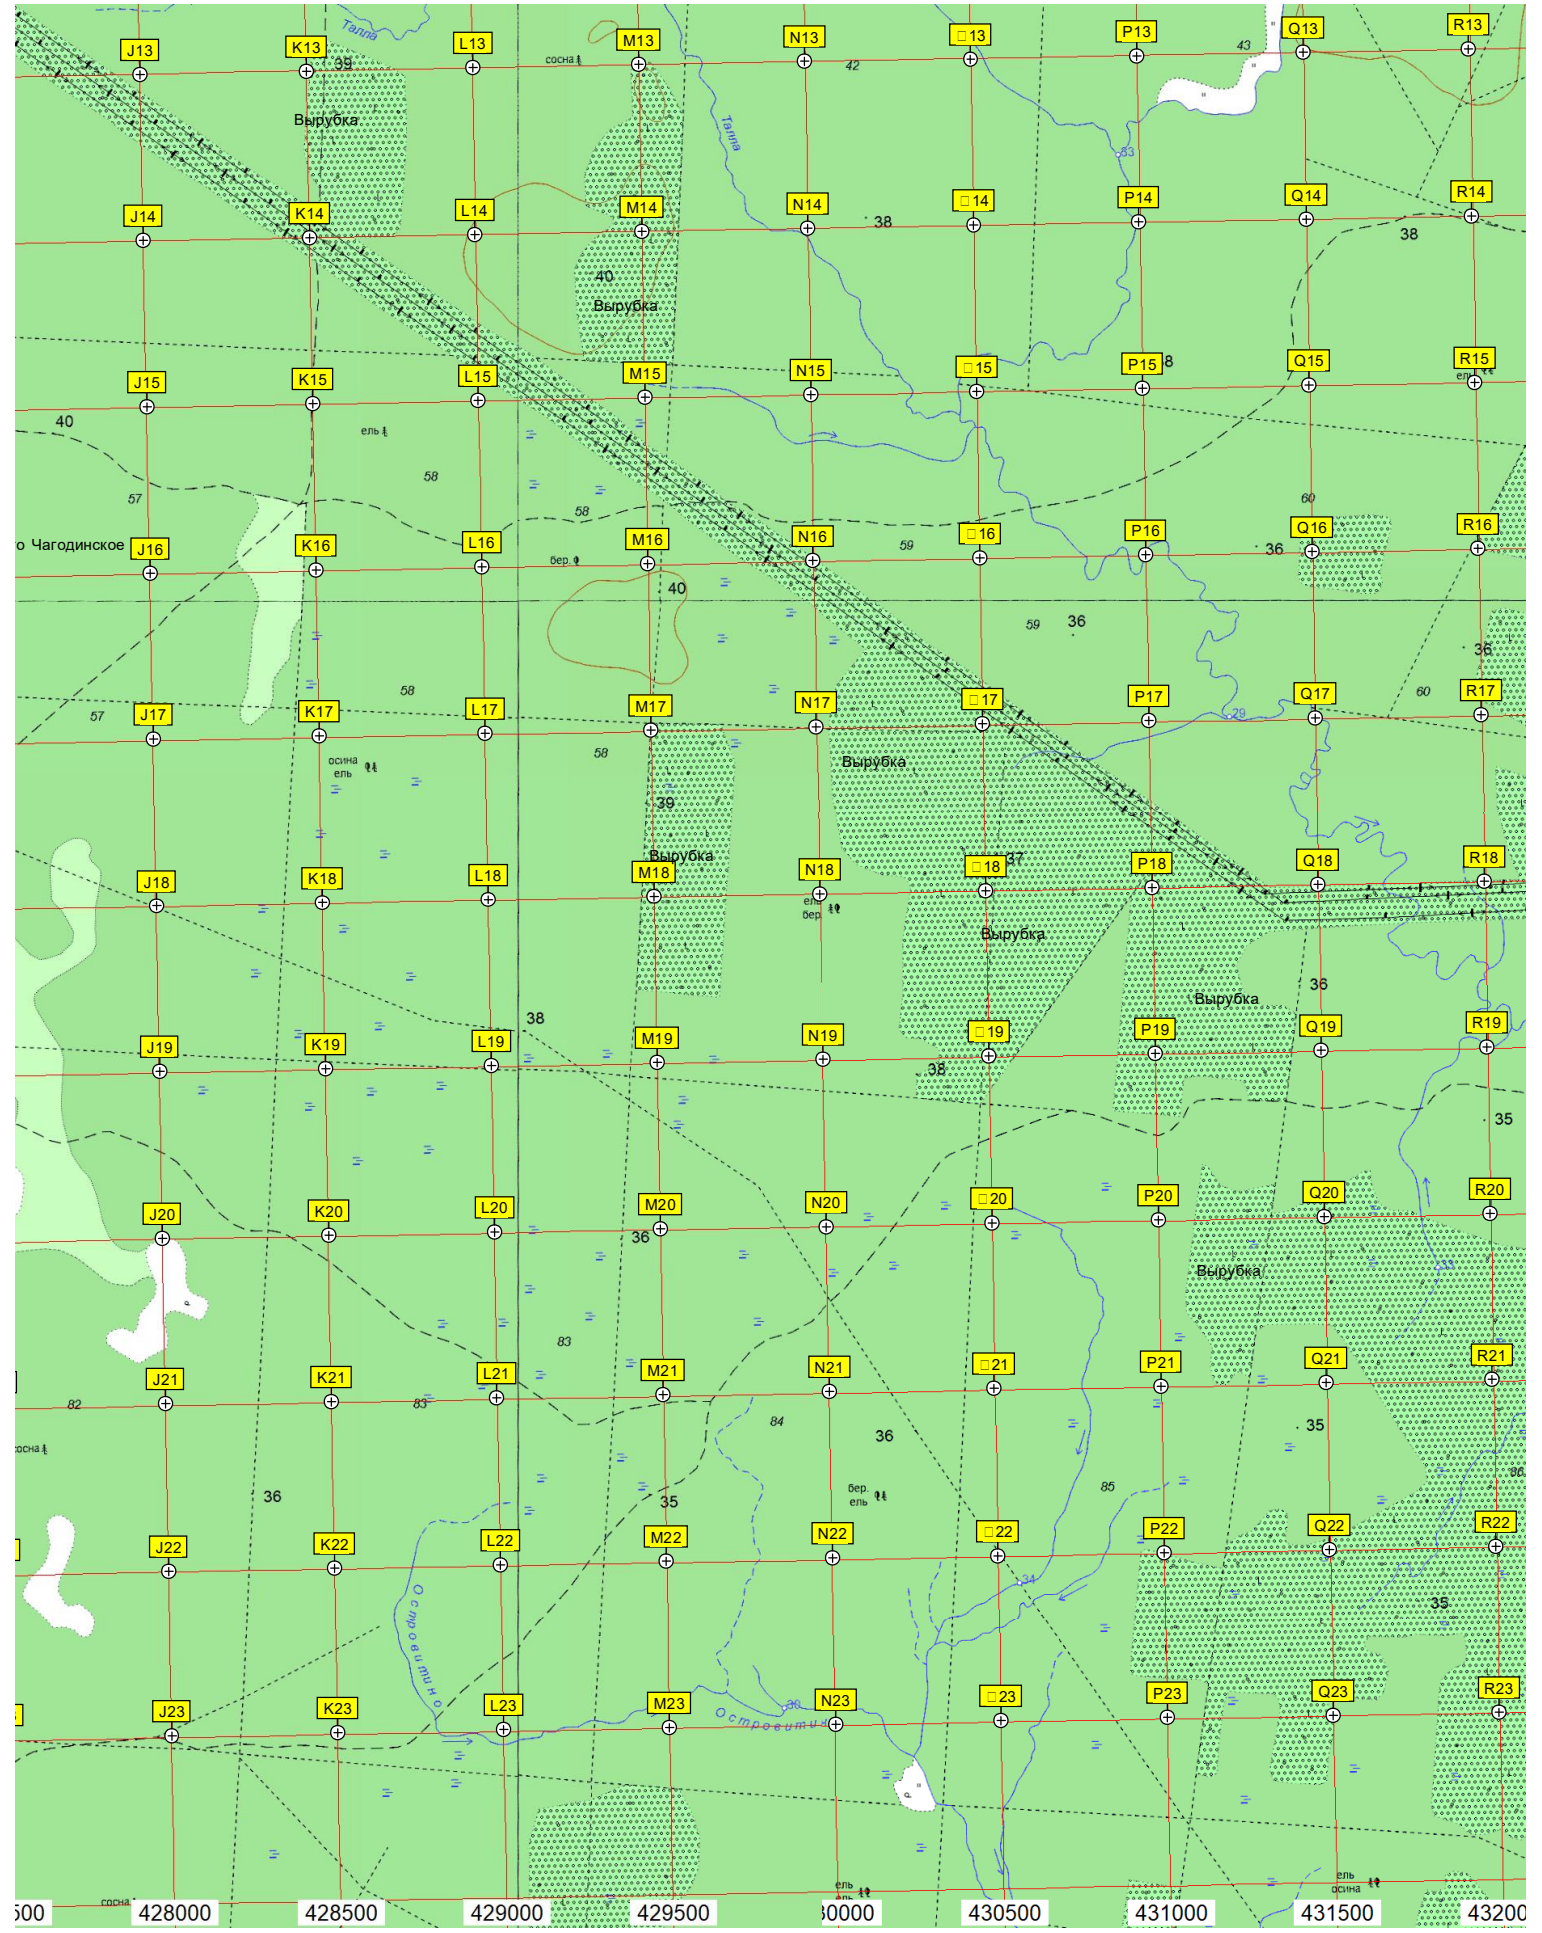 Талла
J13 K13 L13 M13 N13 □13 P13 Q13 R13
39 сосна 42 43
Вырубка
Талла
83
J14 K14 L14 M14 N14 □14 P14 Q14 R14
38 38
40
Вырубка
J15 K15 L15 M15 N15 □15 P15 8 Q15 R15
40 ель
58
57 58 60
о Чагодинское J16 K16 L16 M16 N16 □16 P16 Q16 R16
бер. 59 36
40
59 36
36
58 60
57 J17 K17 L17 M17 N17 □17 P17 29 Q17 R17
58
осина
ель
Вырубка
39
Вырубка 37
J18 K18 L18 M18 N18 □18 P18 Q18 R18
ель
бер.
Вырубка
36
Вырубка
38
J19 K19 L19 M19 N19 □19 P19 Q19 R19
38
35
J20 K20 L20 M20 N20 □20 P20 Q20 R20
36
33
Вырубка
83
J21 K21 L21 M21 N21 □21 P21 Q21 R21
82 83 84
36 35
сосна
86
36 35 бер.
ель
85
J22 K22 L22 M22 N22 □22 P22 Q22 R22
34
35
Островитино
J23 K23 L23 M23 N23 □23 P23 Q23 R23
30
ель
ель
осина
сосна
500 428000 428500 429000 429500 30000 430500 431000 431500 43200